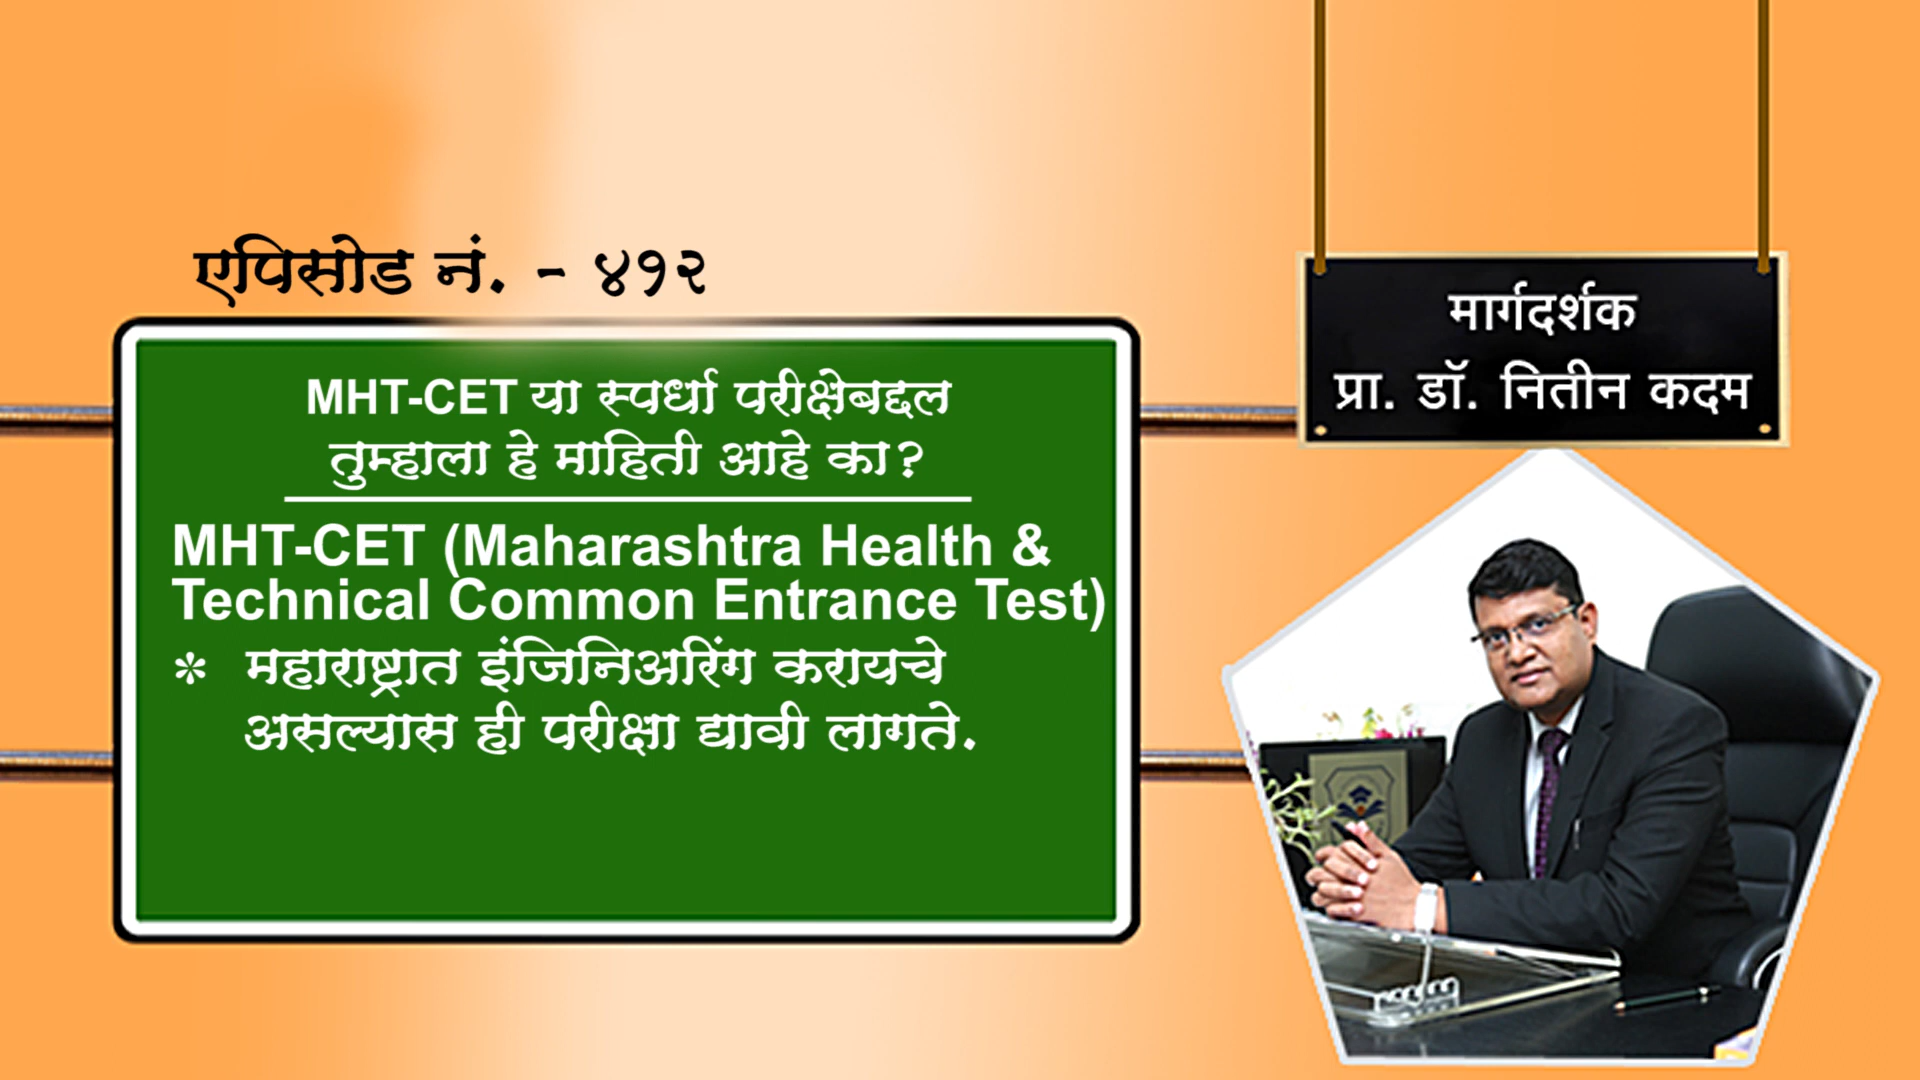 एपिसोड नं. - ४१२
MHT-CET या स्पर्धा परीक्षेबद्दल
तुम्हाला हे माहिती आहे का?
MHT-CET (Maharashtra Health &
Technical Common Entrance Test)
* महाराष्ट्रात इंजिनिअरिंग करायचे
असल्यास ही परीक्षा द्यावी लागते.
मार्गदर्शक
प्रा. डॉ. नितीन कदम